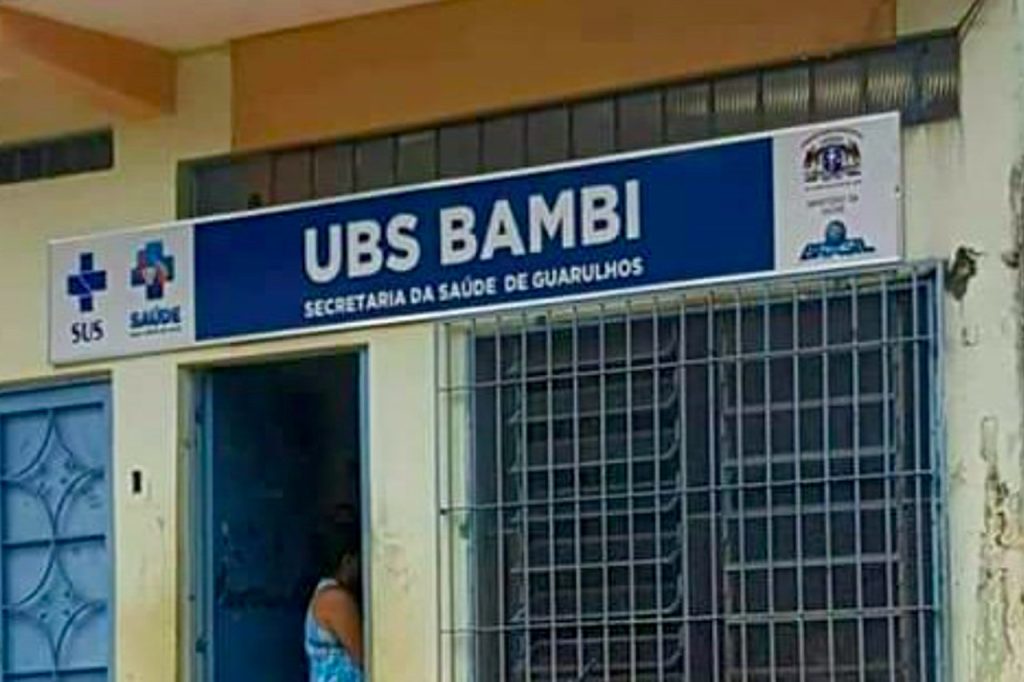 UBS BAMBI
SECRETARIA DA SAÚDE DE GUARULHOS
SUS
SAÚDE